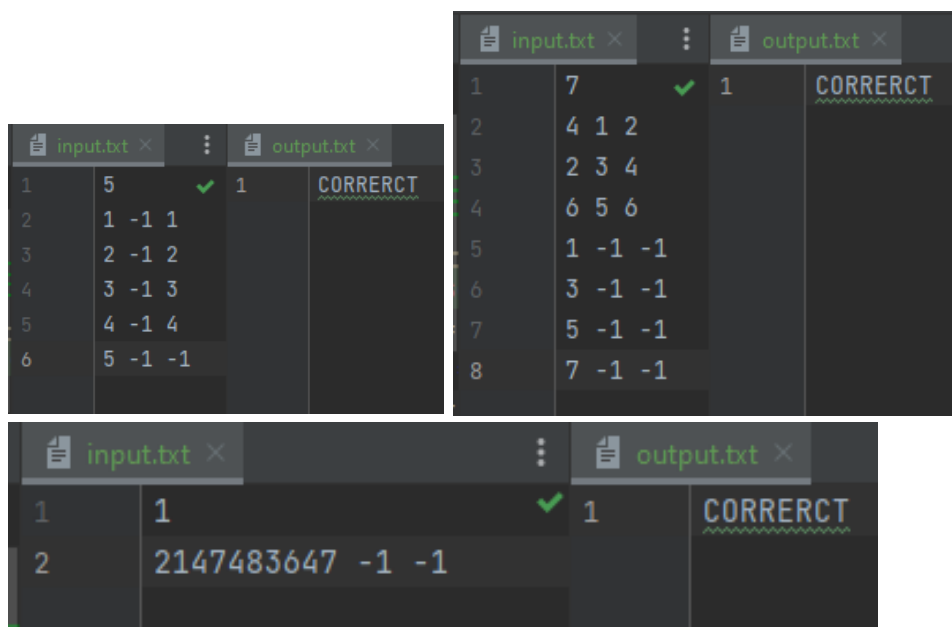 input.txt
output.txt
1 5
2 1 -1 1
3 2 -1 2
4 3 -1 3
5 4 -1 4
6 5 -1 -1
1 CORRERCT
input.txt
output.txt
1 7
2 4 1 2
3 2 3 4
4 6 5 6
5 1 -1 -1
6 3 -1 -1
7 5 -1 -1
8 7 -1 -1
1 CORRERCT
input.txt
output.txt
1 1
2 2147483647 -1 -1
1 CORRERCT